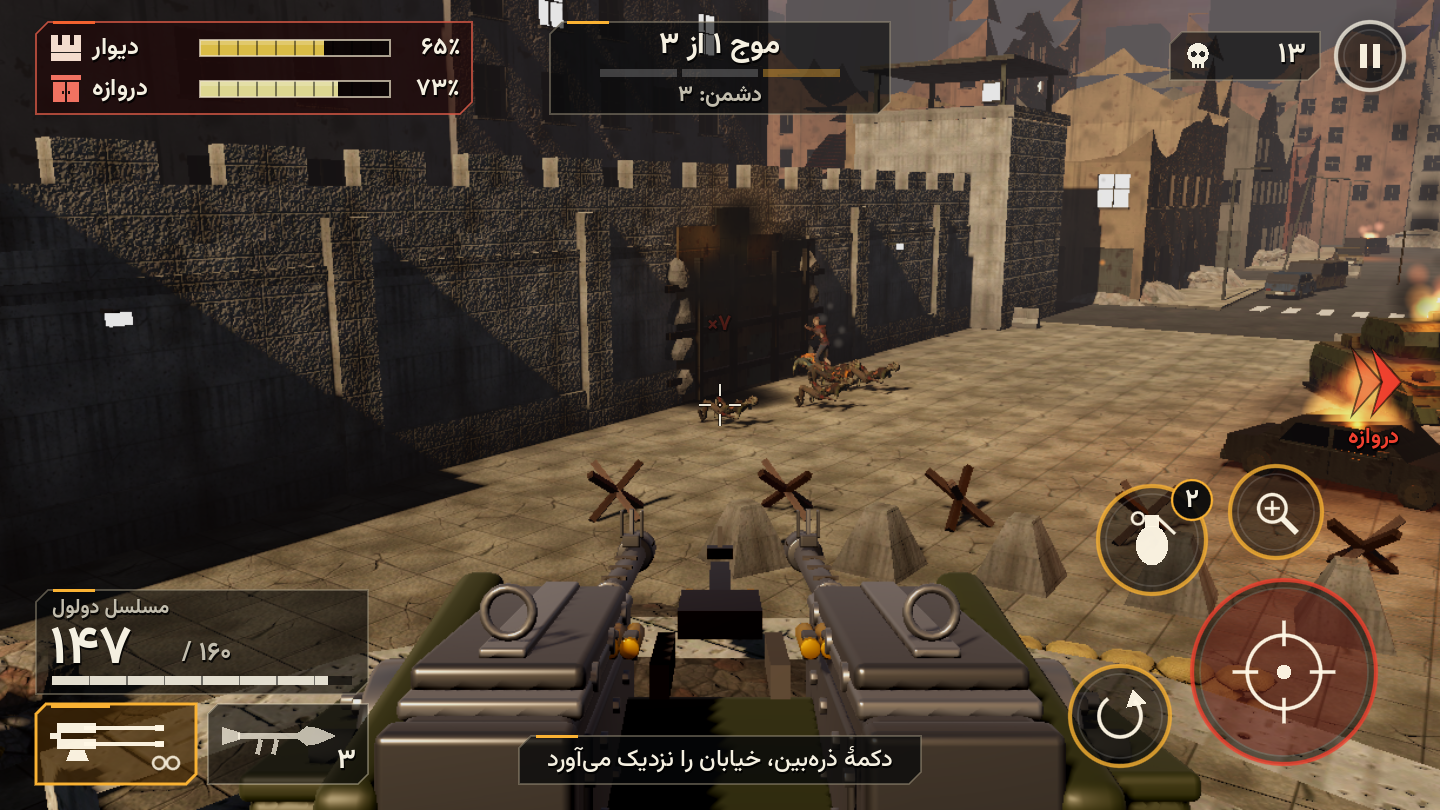 دیوار ۶۵٪
دروازه ۷۳٪
موج ۱ از ۳
دشمن: ۳
۱۳
×۷
دروازه
۲
مسلسل دولول
۱۴۷ / ۱۶۰
∞
۳
دکمهٔ ذره‌بین، خیابان را نزدیک می‌آورد